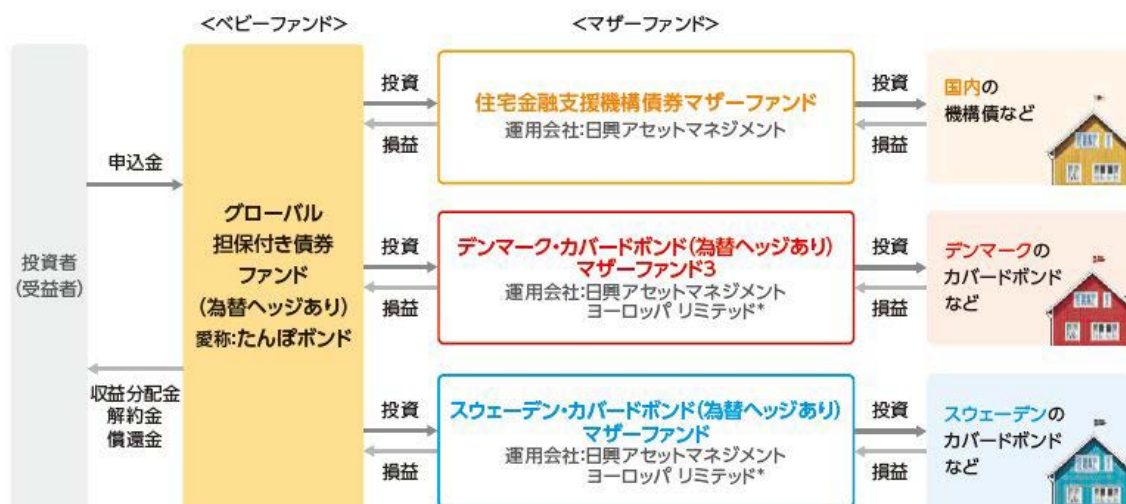 <ベビーファンド>
<マザーファンド>
投資者
(受益者)
申込金
収益分配金
解約金
償還金
グローバル
担保付き債券
ファンド
(為替ヘッジあり)
愛称:たんぽボンド
投資
損益
住宅金融支援機構債券マザーファンド
運用会社:日興アセットマネジメント
投資
損益
国内の
機構債など
投資
損益
デンマーク・カバードボンド(為替ヘッジあり)
マザーファンド3
運用会社:日興アセットマネジメント
ヨーロッパ リミテッド*
投資
損益
デンマークの
カバードボンド
など
投資
損益
スウェーデン・カバードボンド(為替ヘッジあり)
マザーファンド
運用会社:日興アセットマネジメント
ヨーロッパ リミテッド*
投資
損益
スウェーデンの
カバードボンド
など